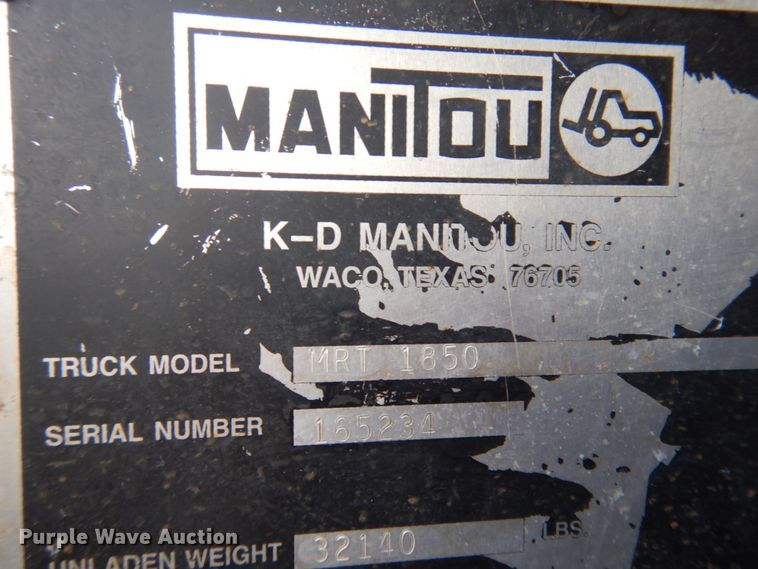 MANITOU
K-D MANITOU, INC.
WACO, TEXAS 76705
TRUCK MODEL MRT 1850
SERIAL NUMBER 165234
UNLADEN WEIGHT 32140 LBS.
Purple Wave Auction